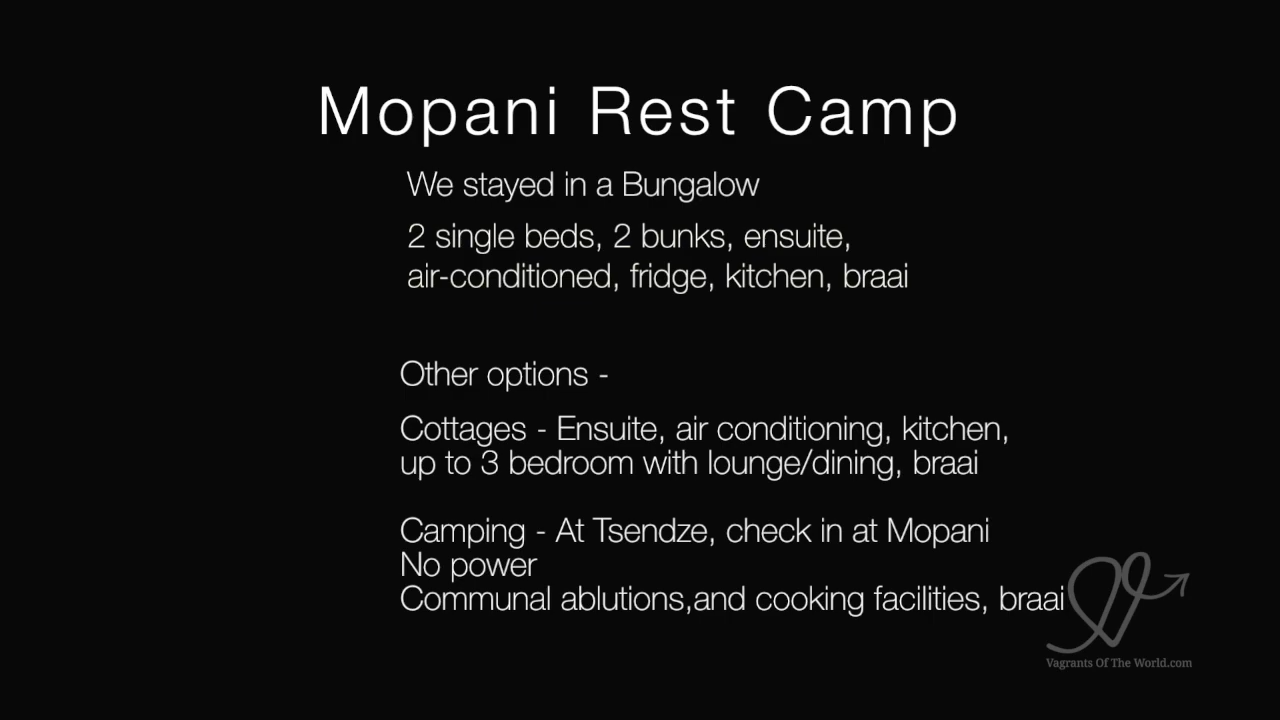 Mopani Rest Camp
We stayed in a Bungalow
2 single beds, 2 bunks, ensuite,
air-conditioned, fridge, kitchen, braai
Other options -
Cottages - Ensuite, air conditioning, kitchen,
up to 3 bedroom with lounge/dining, braai
Camping - At Tsendze, check in at Mopani
No power
Communal ablutions,and cooking facilities, braai
Vagrants Of The World.com